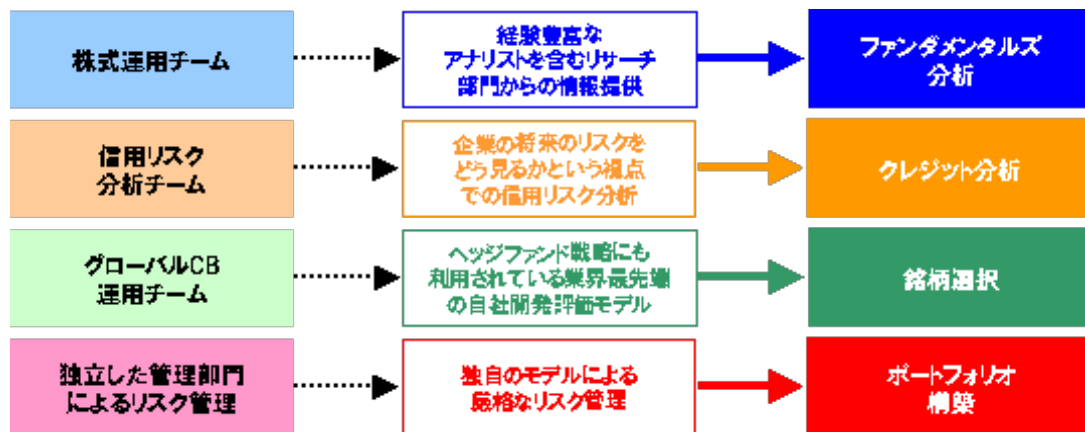 株式運用チーム
経験豊富な
アナリストを含むリサーチ
部門からの情報提供
ファンダメンタルズ
分析
信用リスク
分析チーム
企業の将来のリスクを
どう見るかという視点
での信用リスク分析
クレジット分析
グローバルCB
運用チーム
ヘッジファンド戦略にも
利用されている業界最先端
の自社開発評価モデル
銘柄選択
独立した管理部門
によるリスク管理
独自のモデルによる
厳格なリスク管理
ポートフォリオ
構築